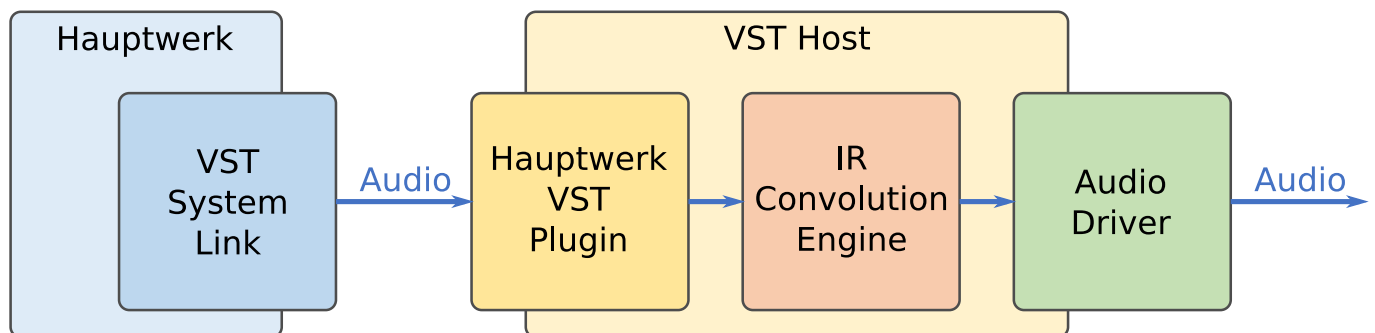 Hauptwerk
VST
System
Link
Audio
VST Host
Hauptwerk
VST
Plugin
IR
Convolution
Engine
Audio
Driver
Audio